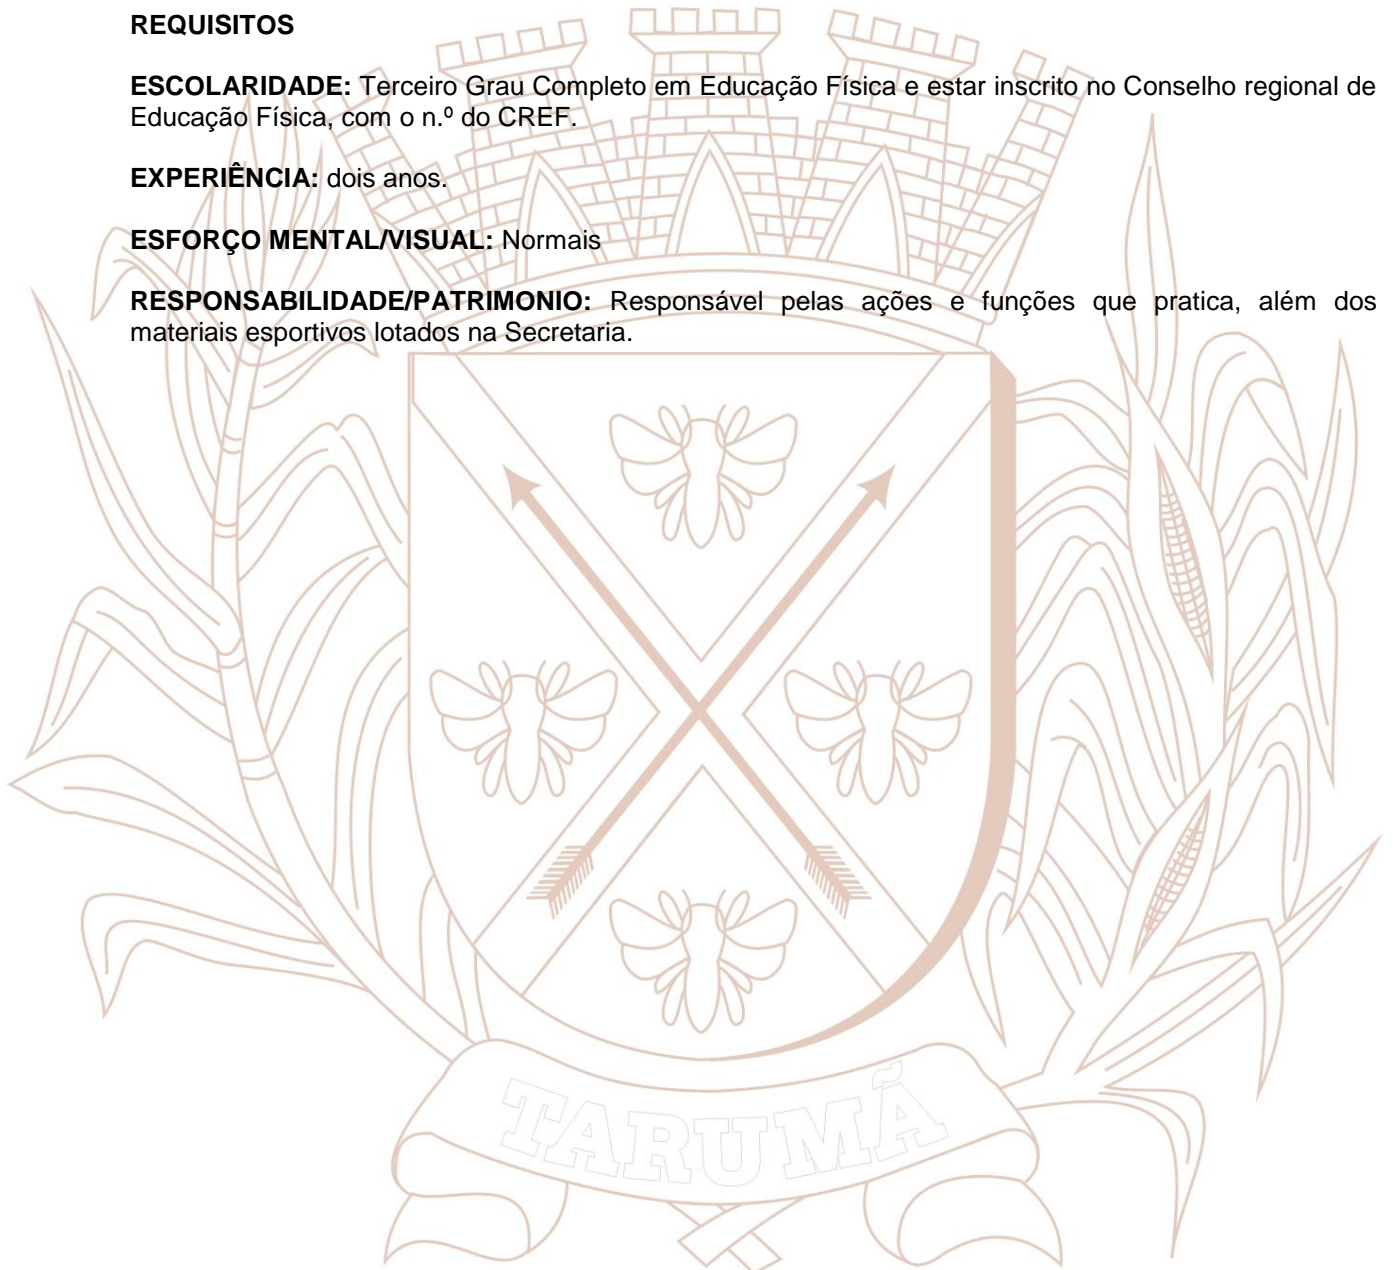 REQUISITOS
ESCOLARIDADE: Terceiro Grau Completo em Educação Física e estar inscrito no Conselho regional de
Educação Física, com o n.º do CREF.
EXPERIÊNCIA: dois anos.
ESFORÇO MENTAL/VISUAL: Normais
RESPONSABILIDADE/PATRIMONIO: Responsável pelas ações e funções que pratica, além dos
materiais esportivos lotados na Secretaria.
TARUMÃ